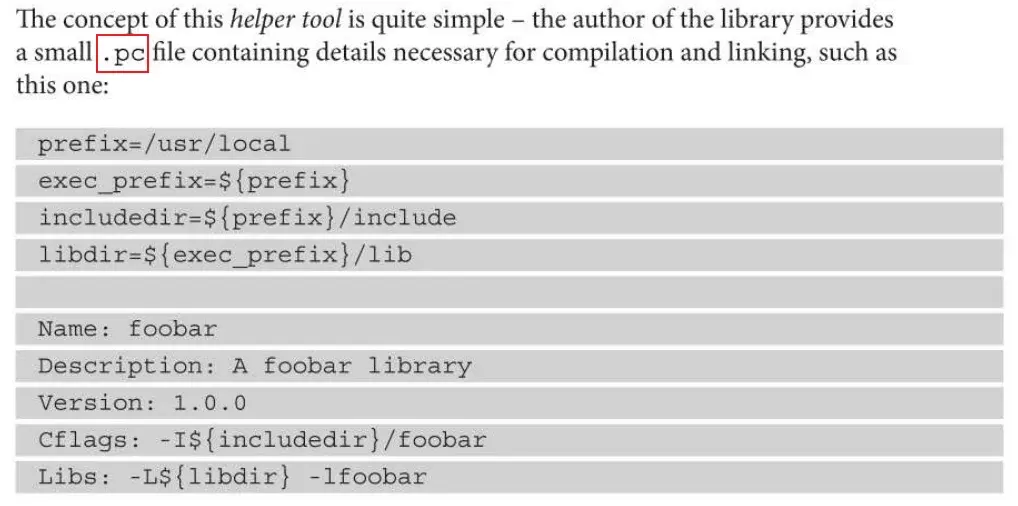 The concept of this helper tool is quite simple – the author of the library provides
a small .pc file containing details necessary for compilation and linking, such as
this one:
prefix=/usr/local
exec_prefix=${prefix}
includedir=${prefix}/include
libdir=${exec_prefix}/lib
Name: foobar
Description: A foobar library
Version: 1.0.0
Cflags: -I${includedir}/foobar
Libs: -L${libdir} -lfoobar